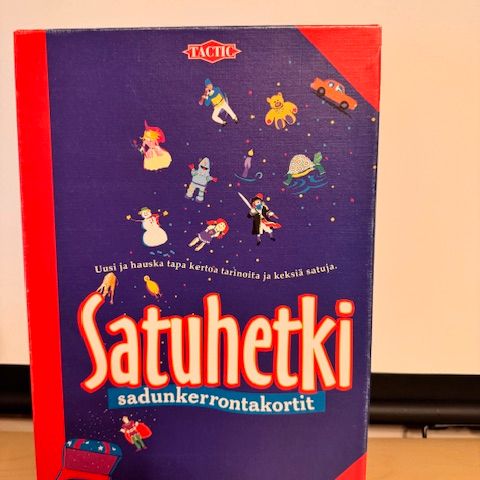 TACTIC
Uusi ja hauska tapa kertoa tarinoita ja keksiä satuja.
Satuhetki
sadunkerrontakortit